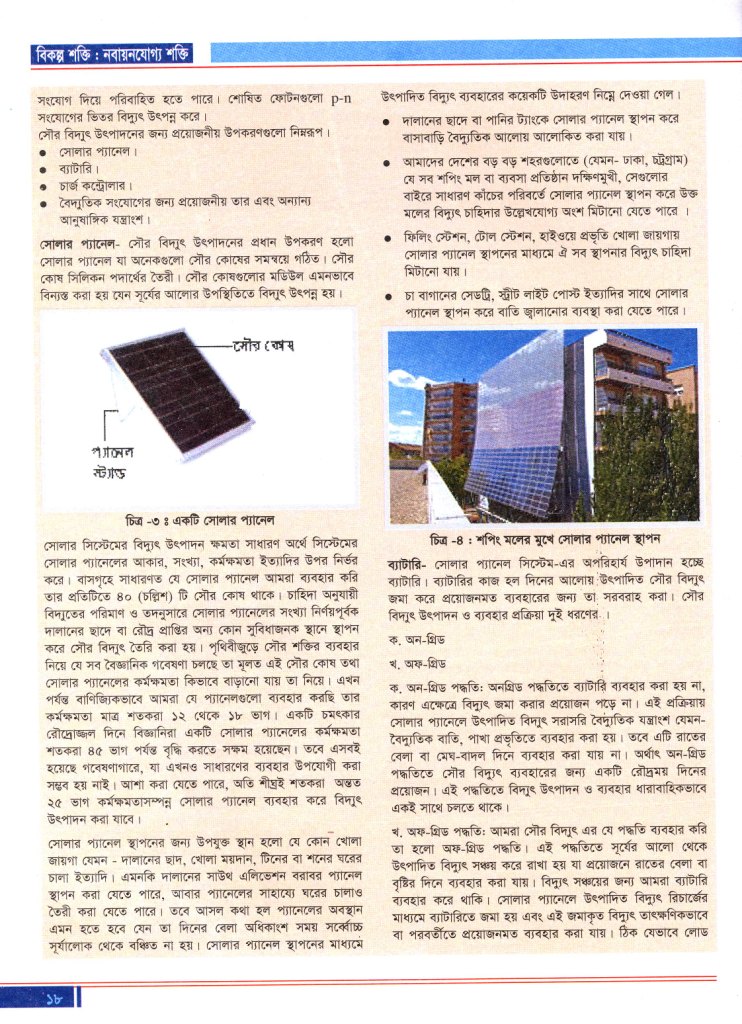 বিকল্প শক্তি : নবায়নযোগ্য শক্তি
সংযোগ দিয়ে পরিবাহিত হতে পারে। শোষিত ফোটনগুলো p-n
সংযোগের ভিতর বিদ্যুৎ উৎপন্ন করে।
সৌর বিদ্যুৎ উৎপাদনের জন্য প্রয়োজনীয় উপকরণগুলো নিম্নরূপ।
● সোলার প্যানেল।
● ব্যাটারি।
● চার্জ কন্ট্রোলার।
● বৈদ্যুতিক সংযোগের জন্য প্রয়োজনীয় তার এবং অন্যান্য
আনুষাঙ্গিক যন্ত্রাংশ।
সোলার প্যানেল- সৌর বিদ্যুৎ উৎপাদনের প্রধান উপকরণ হলো
সোলার প্যানেল যা অনেকগুলো সৌর কোষের সমন্বয়ে গঠিত। সৌর
কোষ সিলিকন পদার্থের তৈরী। সৌর কোষগুলোর মডিউল এমনভাবে
বিন্যস্ত করা হয় যেন সূর্যের আলোর উপস্থিতিতে বিদ্যুৎ উৎপন্ন হয়।
সৌর কোষ
প্যানেল
স্ট্যান্ড
চিত্র -৩ ঃ একটি সোলার প্যানেল
সোলার সিস্টেমের বিদ্যুৎ উৎপাদন ক্ষমতা সাধারণ অর্থে সিস্টেমের
সোলার প্যানেলের আকার, সংখ্যা, কর্মক্ষমতা ইত্যাদির উপর নির্ভর
করে। বাসগৃহে সাধারণত যে সোলার প্যানেল আমরা ব্যবহার করি
তার প্রতিটিতে ৪০ (চল্লিশ) টি সৌর কোষ থাকে। চাহিদা অনুযায়ী
বিদ্যুতের পরিমাণ ও তদনুসারে সোলার প্যানেলের সংখ্যা নির্ণয়পূর্বক
দালানের ছাদে বা রৌদ্র প্রাপ্তির অন্য কোন সুবিধাজনক স্থানে স্থাপন
করে সৌর বিদ্যুৎ তৈরি করা হয়। পৃথিবীজুড়ে সৌর শক্তির ব্যবহার
নিয়ে যে সব বৈজ্ঞানিক গবেষণা চলছে তা মূলত এই সৌর কোষ তথা
সোলার প্যানেলের কর্মক্ষমতা কিভাবে বাড়ানো যায় তা নিয়ে। এখন
পর্যন্ত বাণিজ্যিকভাবে আমরা যে প্যানেলগুলো ব্যবহার করছি তার
কর্মক্ষমতা মাত্র শতকরা ১২ থেকে ১৮ ভাগ। একটি চমৎকার
রৌদ্রোজ্জল দিনে বিজ্ঞানিরা একটি সোলার প্যানেলের কর্মক্ষমতা
শতকরা ৪৫ ভাগ পর্যন্ত বৃদ্ধি করতে সক্ষম হয়েছেন। তবে এসবই
হয়েছে গবেষণাগারে, যা এখনও সাধারণের ব্যবহার উপযোগী করা
সম্ভব হয় নাই। আশা করা যেতে পারে, অতি শীঘ্রই শতকরা অন্তত
২৫ ভাগ কর্মক্ষমতাসম্পন্ন সোলার প্যানেল ব্যবহার করে বিদ্যুৎ
উৎপাদন করা যাবে।
সোলার প্যানেল স্থাপনের জন্য উপযুক্ত স্থান হলো যে কোন খোলা
জায়গা যেমন - দালানের ছাদ, খোলা ময়দান, টিনের বা শনের ঘরের
চালা ইত্যাদি। এমনকি দালানের সাউথ এলিভেশন বরাবর প্যানেল
স্থাপন করা যেতে পারে, আবার প্যানেলের সাহায্যে ঘরের চালাও
তৈরী করা যেতে পারে। তবে আসল কথা হল প্যানেলের অবস্থান
এমন হতে হবে যেন তা দিনের বেলা অধিকাংশ সময় সর্ব্বোচ্চ
সূর্যালোক থেকে বঞ্চিত না হয়। সোলার প্যানেল স্থাপনের মাধ্যমে
উৎপাদিত বিদ্যুৎ ব্যবহারের কয়েকটি উদাহরণ নিম্নে দেওয়া গেল।
● দালানের ছাদে বা পানির ট্যাংকে সোলার প্যানেল স্থাপন করে
বাসাবাড়ি বৈদ্যুতিক আলোয় আলোকিত করা যায়।
● আমাদের দেশের বড় বড় শহরগুলোতে (যেমন- ঢাকা, চট্টগ্রাম)
যে সব শপিং মল বা ব্যবসা প্রতিষ্ঠান দক্ষিণমুখী, সেগুলোর
বাইরে সাধারণ কাঁচের পরিবর্তে সোলার প্যানেল স্থাপন করে উক্ত
মলের বিদ্যুৎ চাহিদার উল্লেখযোগ্য অংশ মিটানো যেতে পারে ।
● ফিলিং স্টেশন, টোল স্টেশন, হাইওয়ে প্রভৃতি খোলা জায়গায়
সোলার প্যানেল স্থাপনের মাধ্যমে ঐ সব স্থাপনার বিদ্যুৎ চাহিদা
মিটানো যায়।
● চা বাগানের সেডট্রি, স্ট্রীট লাইট পোস্ট ইত্যাদির সাথে সোলার
প্যানেল স্থাপন করে বাতি জ্বালানোর ব্যবস্থা করা যেতে পারে।
চিত্র -৪ : শপিং মলের মুখে সোলার প্যানেল স্থাপন
ব্যাটারি- সোলার প্যানেল সিস্টেম-এর অপরিহার্য উপাদান হচ্ছে
ব্যাটারি। ব্যাটারির কাজ হল দিনের আলোয় উৎপাদিত সৌর বিদ্যুৎ
জমা করে প্রয়োজনমত ব্যবহারের জন্য তা সরবরাহ করা। সৌর
বিদ্যুৎ উৎপাদন ও ব্যবহার প্রক্রিয়া দুই ধরণের।
ক. অন-গ্রিড
খ. অফ-গ্রিড
ক. অন-গ্রিড পদ্ধতি: অনগ্রিড পদ্ধতিতে ব্যাটারি ব্যবহার করা হয় না,
কারণ এক্ষেত্রে বিদ্যুৎ জমা করার প্রয়োজন পড়ে না। এই প্রক্রিয়ায়
সোলার প্যানেলে উৎপাদিত বিদ্যুৎ সরাসরি বৈদ্যুতিক যন্ত্রাংশ যেমন-
বৈদ্যুতিক বাতি, পাখা প্রভৃতিতে ব্যবহার করা হয়। তবে এটি রাতের
বেলা বা মেঘ-বাদল দিনে ব্যবহার করা যায় না। অর্থাৎ অন-গ্রিড
পদ্ধতিতে সৌর বিদ্যুৎ ব্যবহারের জন্য একটি রৌদ্রময় দিনের
প্রয়োজন। এই পদ্ধতিতে বিদ্যুৎ উৎপাদন ও ব্যবহার ধারাবাহিকভাবে
একই সাথে চলতে থাকে।
খ. অফ-গ্রিড পদ্ধতি: আমরা সৌর বিদ্যুৎ এর যে পদ্ধতি ব্যবহার করি
তা হলো অফ-গ্রিড পদ্ধতি। এই পদ্ধতিতে সূর্যের আলো থেকে
উৎপাদিত বিদ্যুৎ সঞ্চয় করে রাখা হয় যা প্রয়োজনে রাতের বেলা বা
বৃষ্টির দিনে ব্যবহার করা যায়। বিদ্যুৎ সঞ্চয়ের জন্য আমরা ব্যাটারি
ব্যবহার করে থাকি। সোলার প্যানেলে উৎপাদিত বিদ্যুৎ রিচার্জের
মাধ্যমে ব্যাটারিতে জমা হয় এবং এই জমাকৃত বিদ্যুৎ তাৎক্ষণিকভাবে
বা পরবর্তীতে প্রয়োজনমত ব্যবহার করা যায়। ঠিক যেভাবে লোড
১৮